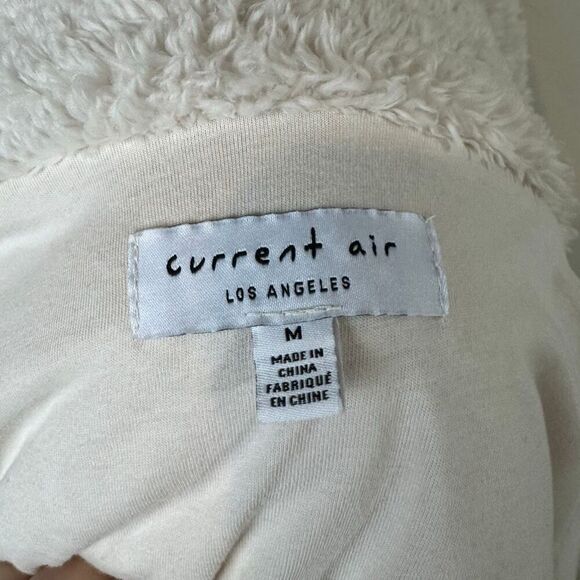 current air
LOS ANGELES
M
MADE IN
CHINA
FABRIQUÉ
EN CHINE